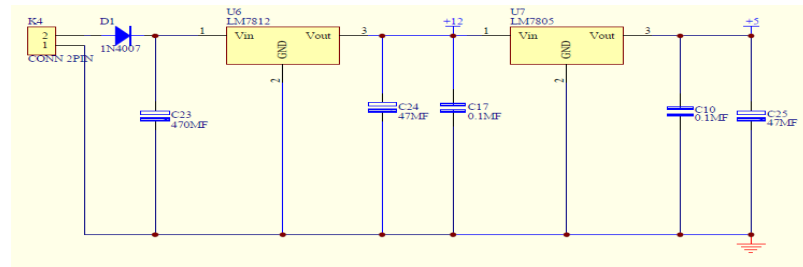 K4
2
1
CONN 2PIN
D1
1N4007
C23
470MF
U6
LM7812
1
Vin
Vout
GND
2
3
C24
47MF
+12
C17
0.1MF
U7
LM7805
1
Vin
Vout
GND
2
3
C10
0.1MF
+5
C25
47MF